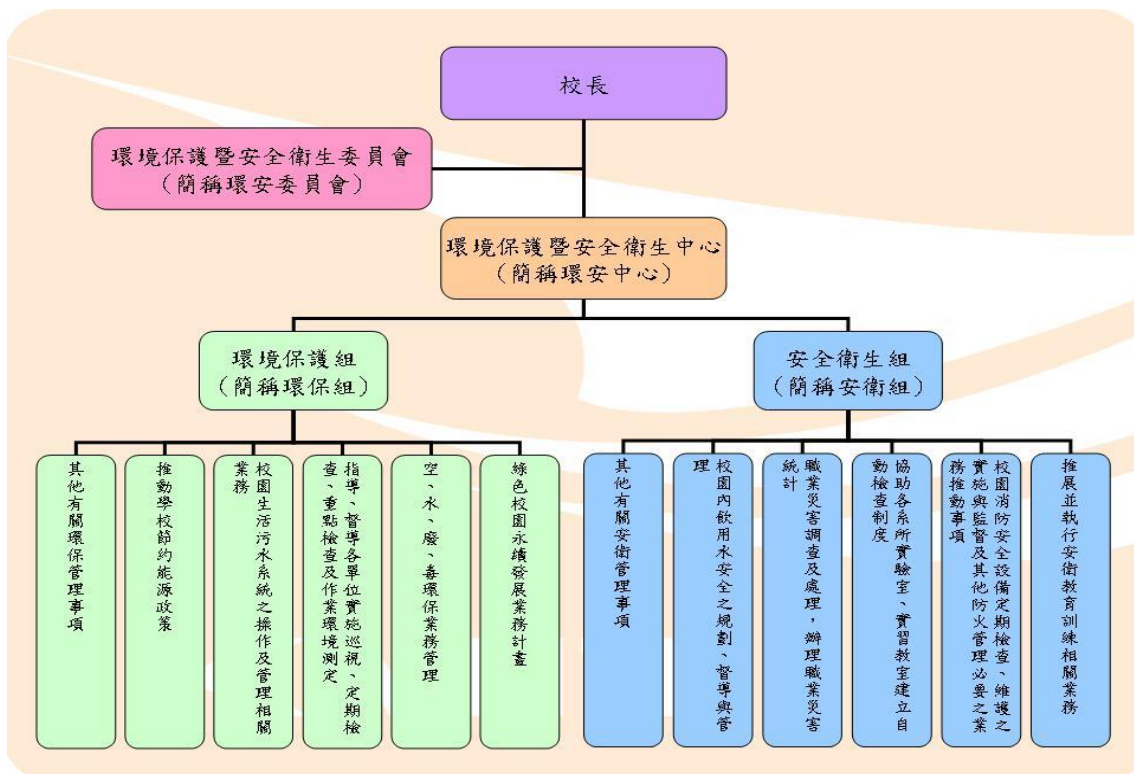 校長
環境保護暨安全衛生委員會
(簡稱環安委員會)
環境保護暨安全衛生中心
(簡稱環安中心)
環境保護組
(簡稱環保組)
安全衛生組
(簡稱安衛組)
其他有關環保管理事項
推動學校節約能源政策
校園生活污水系統之操作及管理相關
業務
指導、督導各單位實施巡視、定期檢
查、重點檢查及作業環境測定
空、水、廢、毒環保業務管理
綠色校園永續發展業務計畫
其他有關安衛管理事項
校園內飲用水安全之規劃、督導與管
理
職業災害調查及處理，辦理職業災害
統計
協助各系所實驗室、實習教室建立自
動檢查制度
校園消防安全設備定期檢查、維護之
實施與監督及其他防火管理必要之業
務推動事項
推展並執行安衛教育訓練相關業務